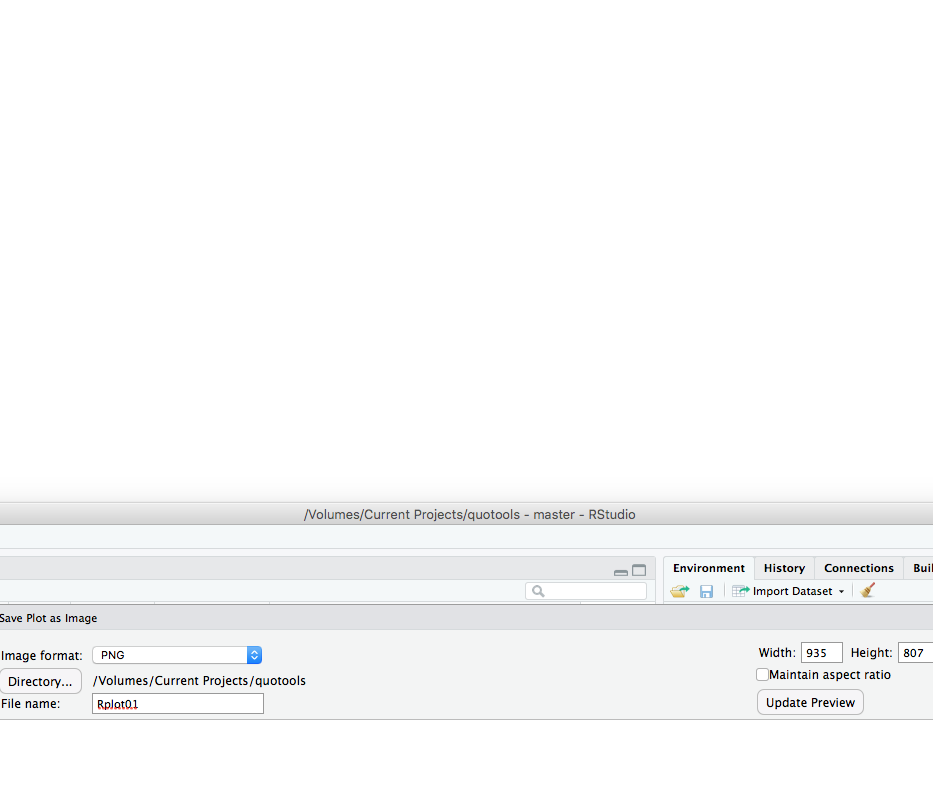 /Volumes/Current Projects/quotools - master - RStudio
Environment History Connections
Import Dataset
Save Plot as Image
Image format: PNG
Width: 935 Height: 807
Directory... /Volumes/Current Projects/quotools
Maintain aspect ratio
File name: Rplot01
Update Preview